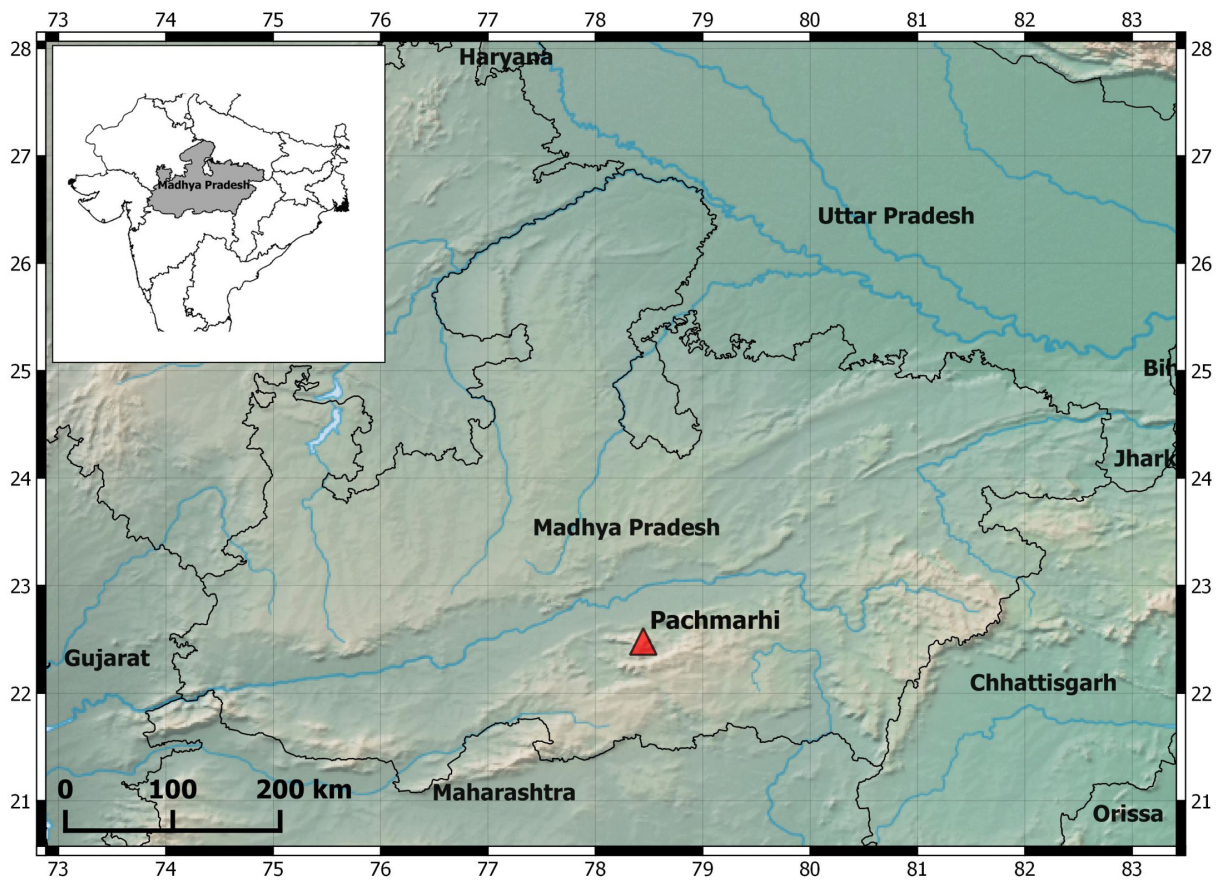 73 74 75 76 77 78 79 80 81 82 83
28 Haryana 28
Madhya Pradesh
27 27
Uttar Pradesh
26 26
25 Bih 25
Jhark
24 24
Madhya Pradesh
23 23
Pachmarhi
Gujarat
Chhattisgarh
22 22
0 100 200 km
Maharashtra
21 21
Orissa
73 74 75 76 77 78 79 80 81 82 83